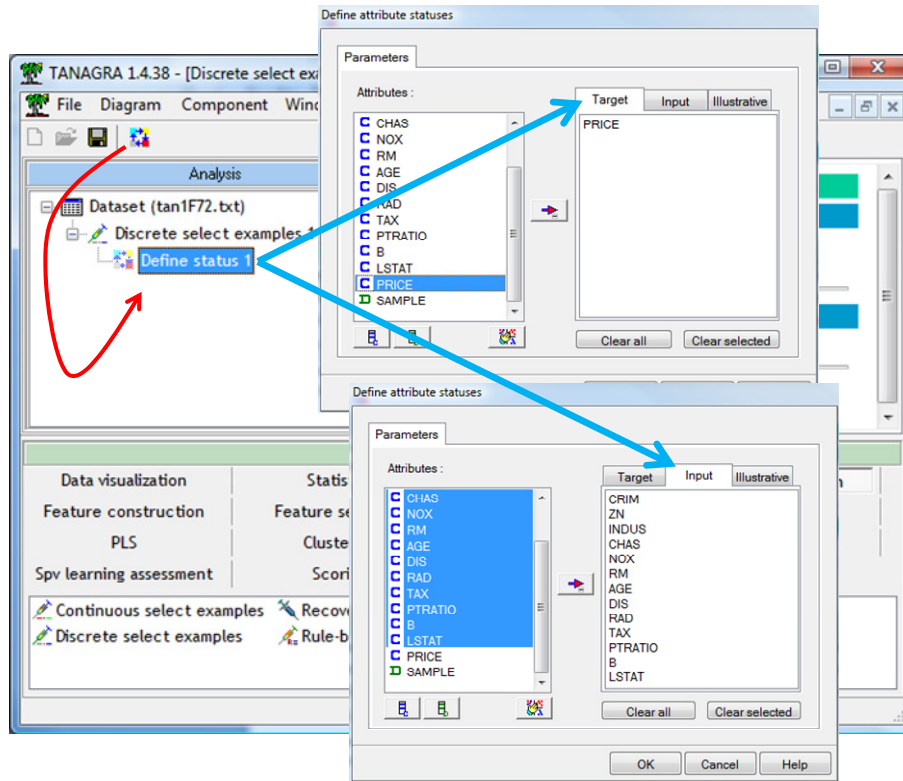 Define attribute statuses
Parameters
Attributes :
CHAS
NOX
RM
AGE
DIS
RAD
TAX
PTRATIO
B
LSTAT
PRICE
SAMPLE
Target Input Illustrative
PRICE
Clear all Clear selected
TANAGRA 1.4.38 - [Discrete select exa
File Diagram Component Wind
Analysis
Dataset (tan1F72.txt)
Discrete select examples 1
Define status 1
Data visualization Statis
Feature construction Feature se
PLS Cluste
Spv learning assessment Scori
Continuous select examples Recove
Discrete select examples Rule-b
Define attribute statuses
Parameters
Attributes :
CHAS
NOX
RM
AGE
DIS
RAD
TAX
PTRATIO
B
LSTAT
PRICE
SAMPLE
Target Input Illustrative
CRIM
ZN
INDUS
CHAS
NOX
RM
AGE
DIS
RAD
TAX
PTRATIO
B
LSTAT
Clear all Clear selected
OK Cancel Help